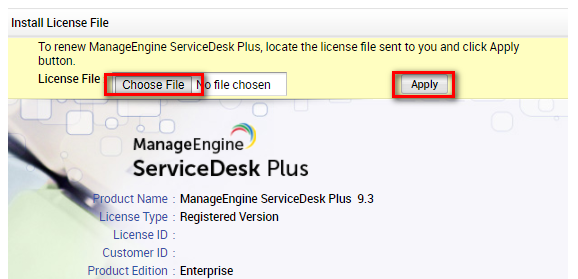 Install License File
To renew ManageEngine ServiceDesk Plus, locate the license file sent to you and click Apply
button.
License File Choose File No file chosen Apply
ManageEngine
ServiceDesk Plus
Product Name : ManageEngine ServiceDesk Plus 9.3
License Type : Registered Version
License ID :
Customer ID :
Product Edition : Enterprise